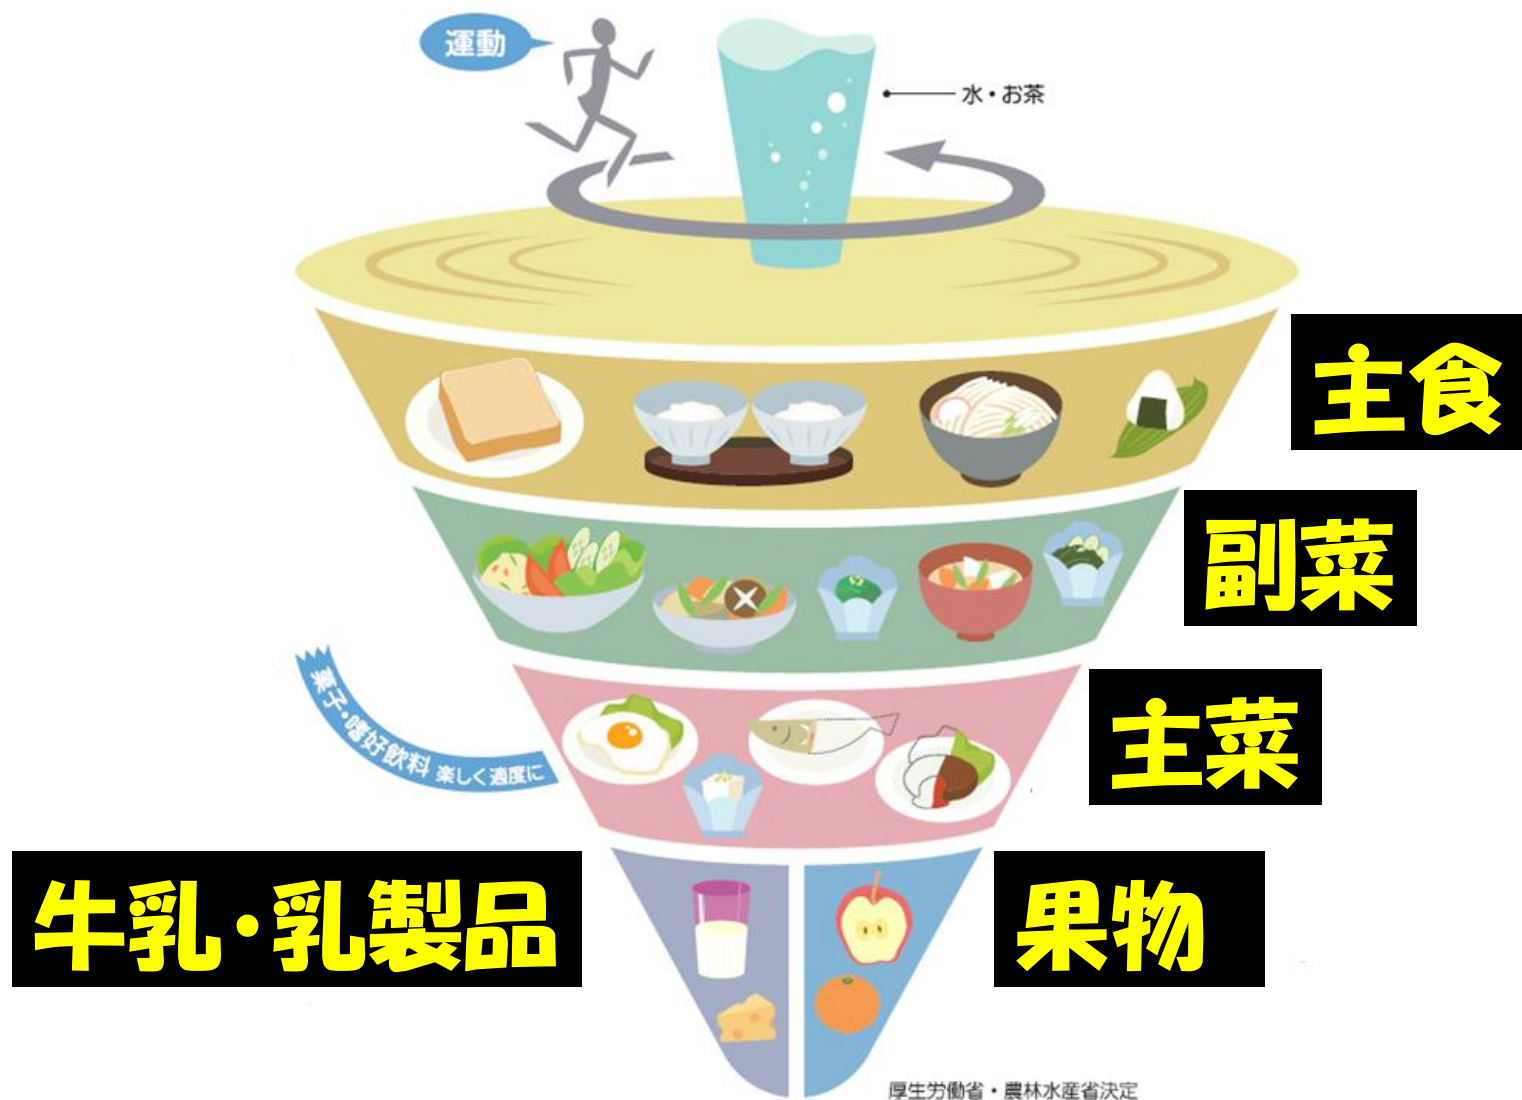 運動
水・お茶
主食
副菜
主菜
菓子・嗜好飲料 楽しく適度に
牛乳・乳製品
果物
厚生労働省・農林水産省決定